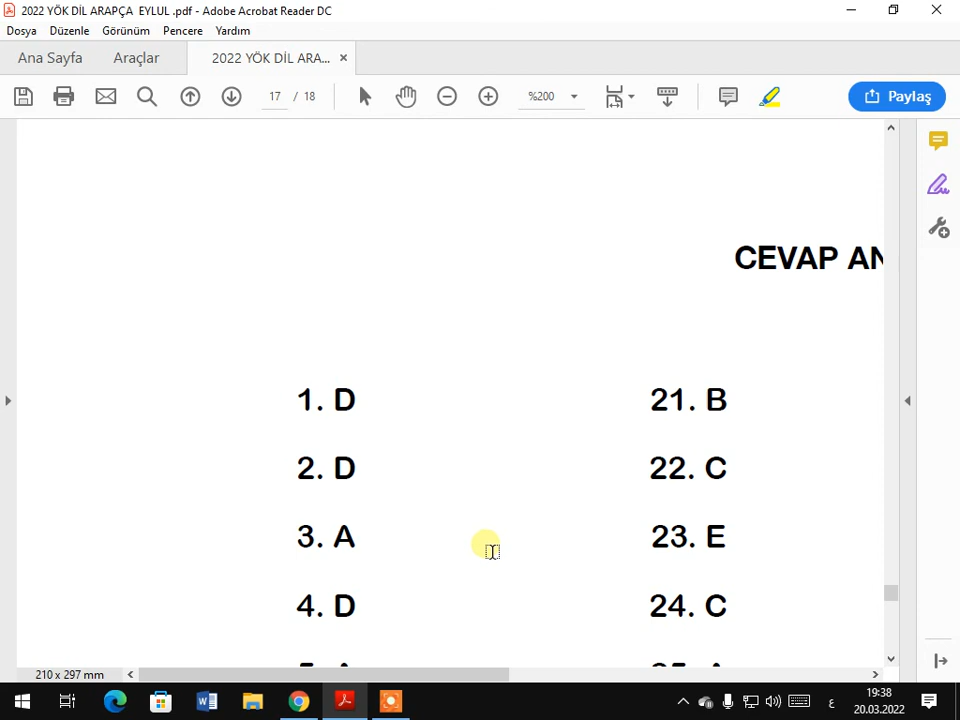 2022 YÖK DİL ARAPÇA EYLUL .pdf - Adobe Acrobat Reader DC
Dosya Düzenle Görünüm Pencere Yardım
Ana Sayfa Araçlar 2022 YÖK DİL ARA...
17 / 18 %200 Paylaş
CEVAP AN
1. D 21. B
2. D 22. C
3. A 23. E
4. D 24. C
210 x 297 mm
ع 19:38
20.03.2022